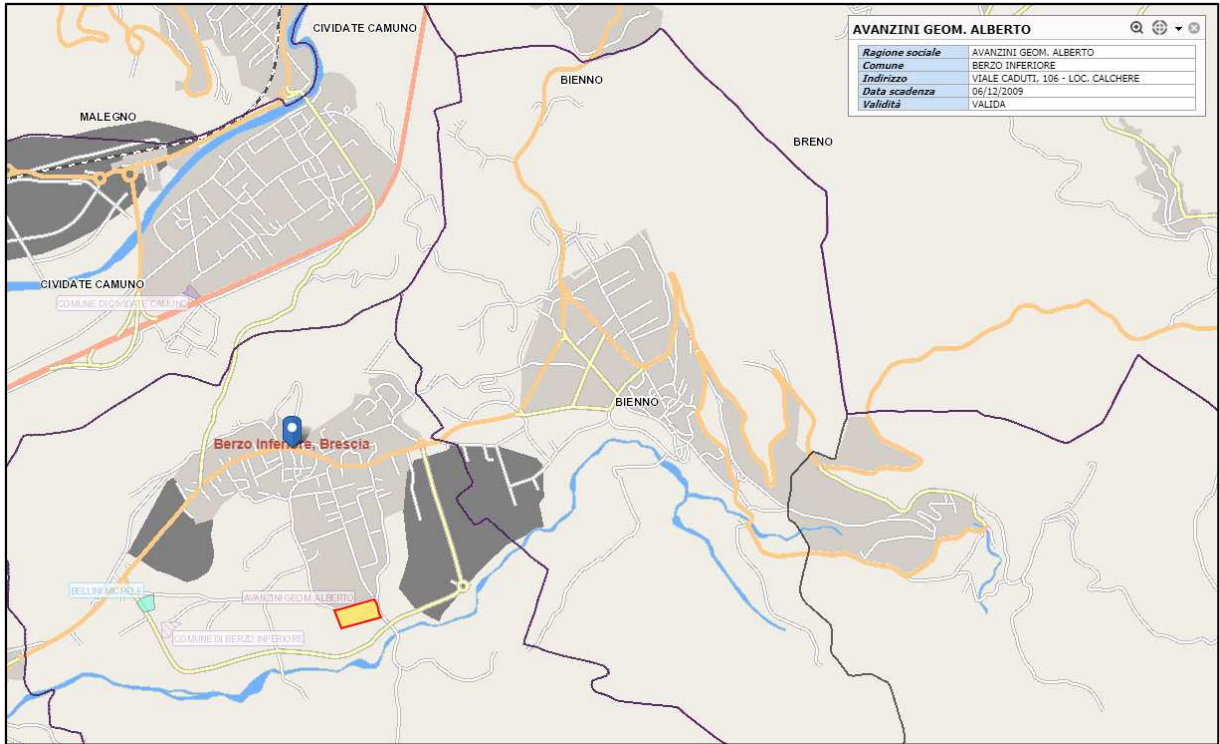 CIVIDATE CAMUNO
AVANZINI GEOM. ALBERTO
Ragione sociale AVANZINI GEOM. ALBERTO
Comune BERZO INFERIORE
Indirizzo VIALE CADUTI, 106 - LOC. CALCHERE
Data scadenza 06/12/2009
Validità VALIDA
BIENNO
MALEGNO
BRENO
CIVIDATE CAMUNO
COMUNE DI CIVIDATE CAMUNO
BIENNO
Berzo Inferiore, Brescia
BELLINI MICHELE
AVANZINI GEOM. ALBERTO
COMUNE DI BERZO INFERIORE